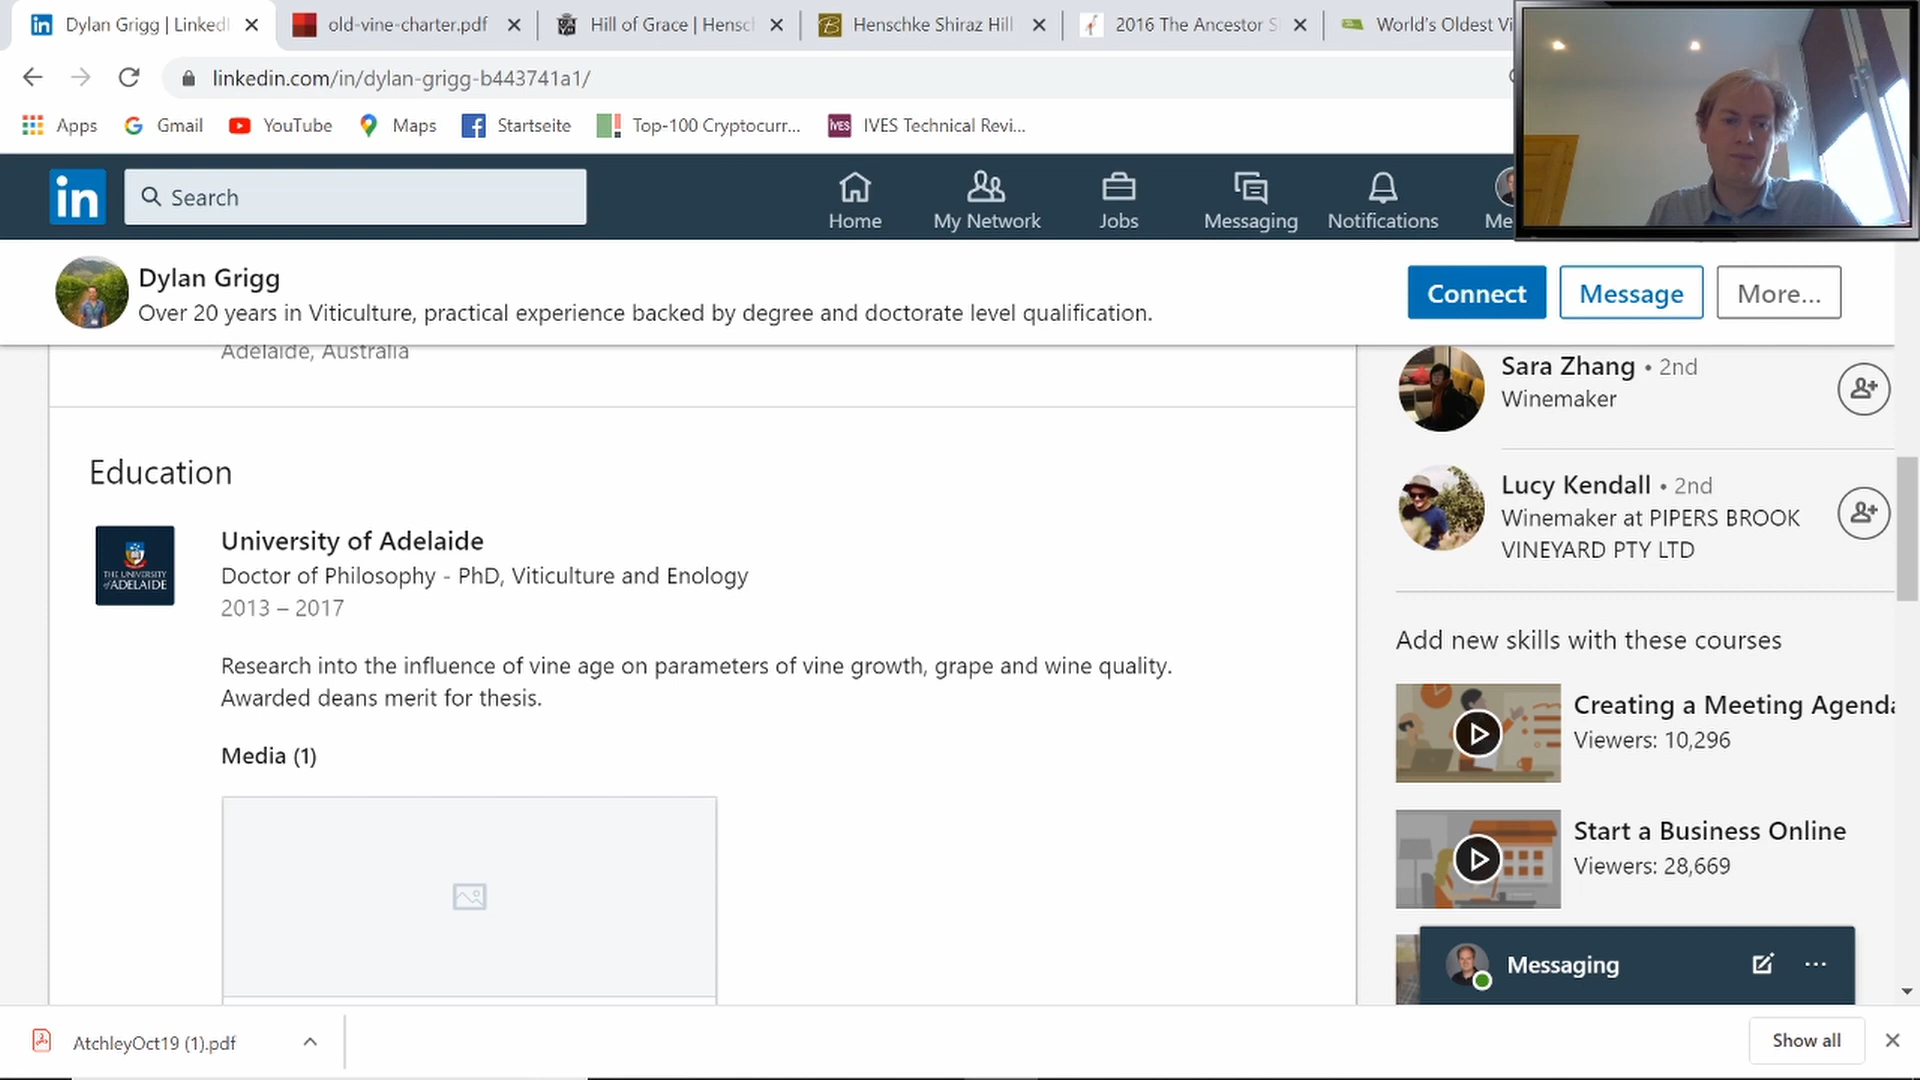 Dylan Grigg | LinkedI
old-vine-charter.pdf
Hill of Grace | Hensc
Henschke Shiraz Hill
2016 The Ancestor S
World's Oldest Vi
linkedin.com/in/dylan-grigg-b443741a1/
Apps
Gmail
YouTube
Maps
Startseite
Top-100 Cryptocurr...
IVES Technical Revi...
in
Search
Home
My Network
Jobs
Messaging
Notifications
Me
Dylan Grigg
Over 20 years in Viticulture, practical experience backed by degree and doctorate level qualification.
Connect
Message
More...
Adelaide, Australia
Education
THE UNIVERSITY
of ADELAIDE
University of Adelaide
Doctor of Philosophy - PhD, Viticulture and Enology
2013 – 2017
Research into the influence of vine age on parameters of vine growth, grape and wine quality.
Awarded deans merit for thesis.
Media (1)
Sara Zhang • 2nd
Winemaker
Lucy Kendall • 2nd
Winemaker at PIPERS BROOK
VINEYARD PTY LTD
Add new skills with these courses
Creating a Meeting Agenda
Viewers: 10,296
Start a Business Online
Viewers: 28,669
Messaging
AtchleyOct19 (1).pdf
Show all